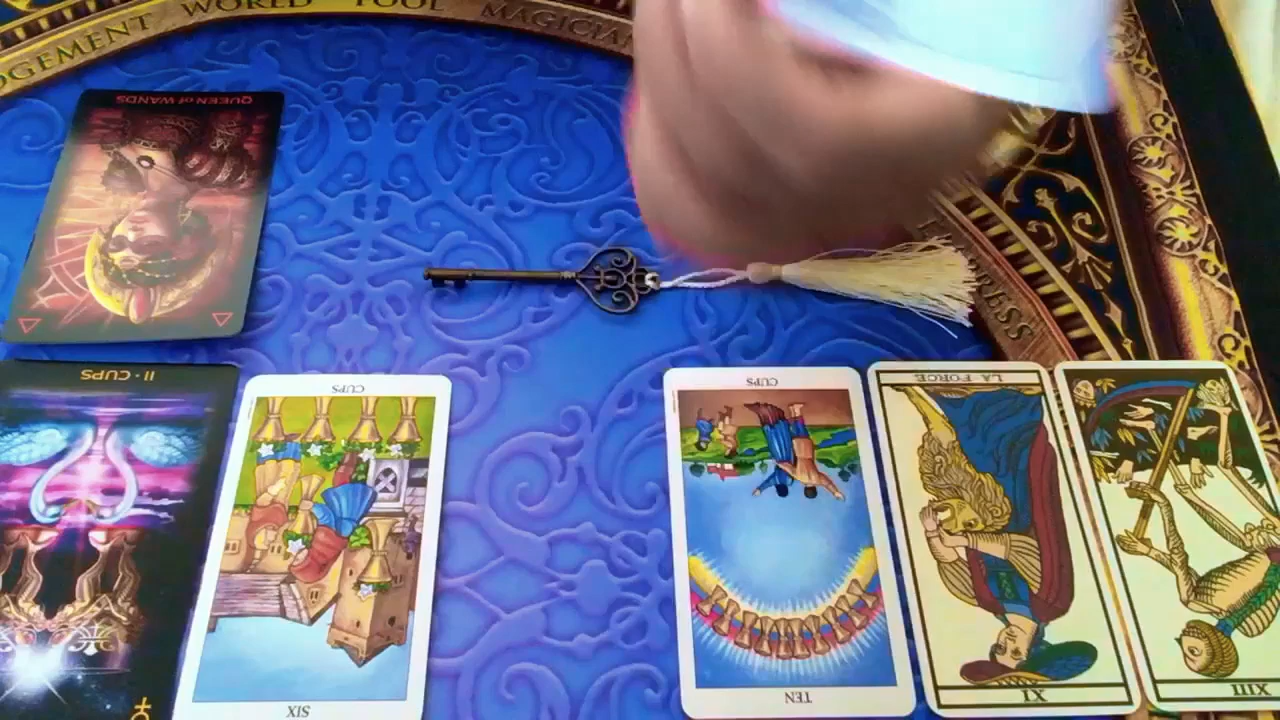 JUDGEMENT WORLD FOOL MAGICIAN
QUEEN of WANDS
II • CUPS
CUPS
SIX
CUPS
TEN
LA FORCE
XI
XIII